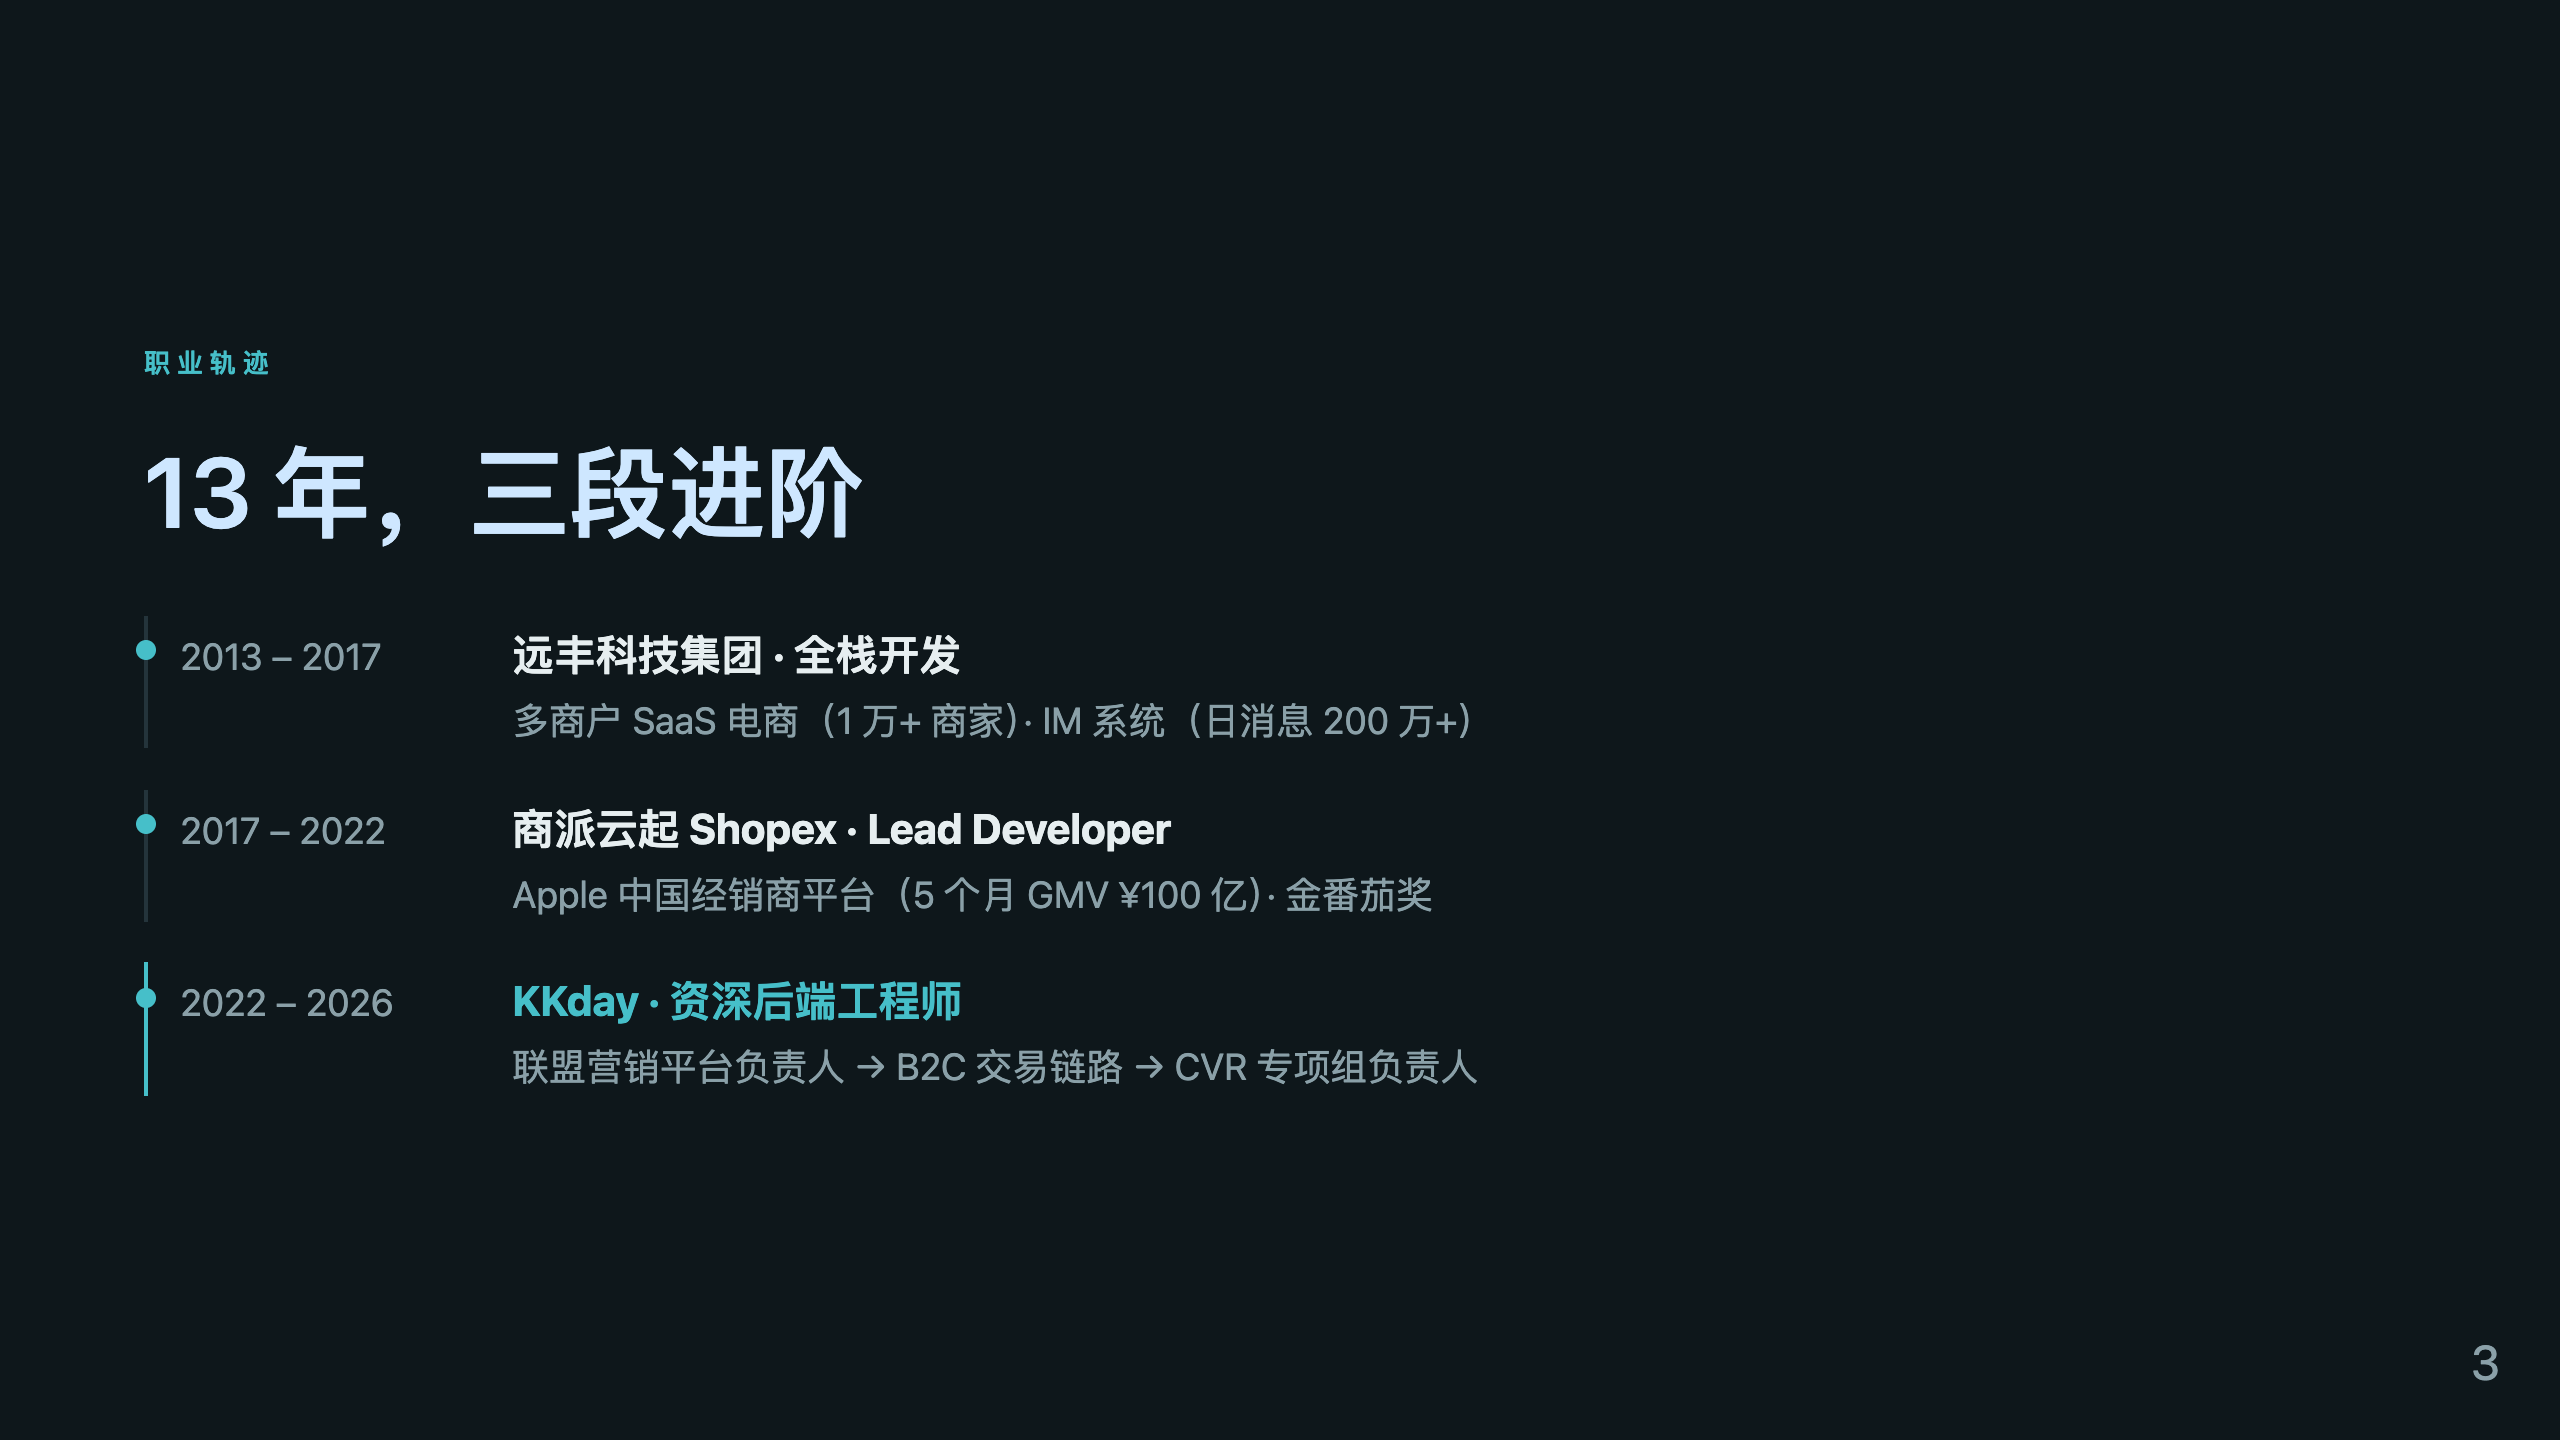 职业轨迹
13 年，三段进阶
2013 – 2017
远丰科技集团 · 全栈开发
多商户 SaaS 电商（1 万+ 商家）· IM 系统（日消息 200 万+）
2017 – 2022
商派云起 Shopex · Lead Developer
Apple 中国经销商平台（5 个月 GMV ¥100 亿）· 金番茄奖
2022 – 2026
KKday · 资深后端工程师
联盟营销平台负责人 → B2C 交易链路 → CVR 专项组负责人
3